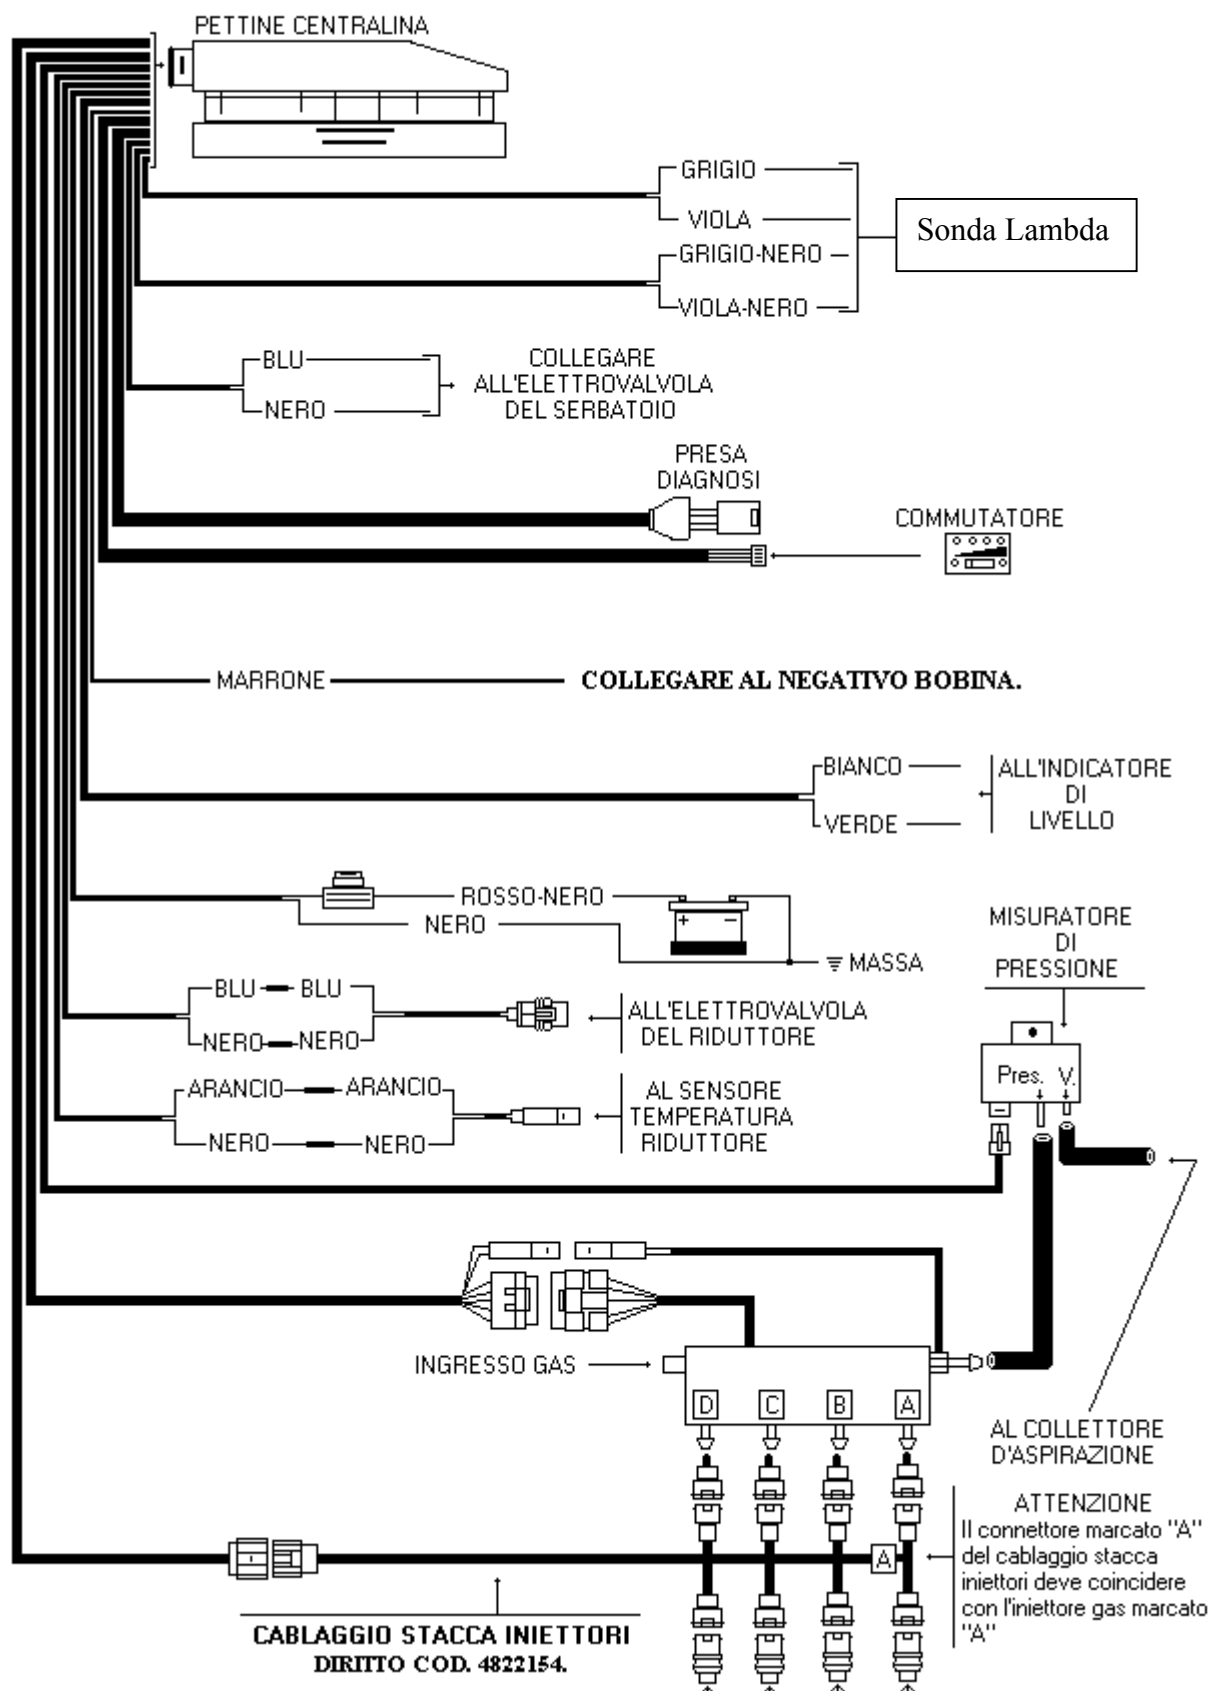 PETTINE CENTRALINA
GRIGIO
VIOLA
Sonda Lambda
GRIGIO-NERO
VIOLA-NERO
BLU
NERO
COLLEGARE
ALL'ELETTROVALVOLA
DEL SERBATOIO
PRESA
DIAGNOSI
COMMUTATORE
MARRONE
COLLEGARE AL NEGATIVO BOBINA.
BIANCO
VERDE
ALL'INDICATORE
DI
LIVELLO
ROSSO-NERO
NERO
+ −
MASSA
MISURATORE
DI
PRESSIONE
Pres. V.
BLU BLU
NERO NERO
ALL'ELETTROVALVOLA
DEL RIDUTTORE
ARANCIO ARANCIO
NERO NERO
AL SENSORE
TEMPERATURA
RIDUTTORE
INGRESSO GAS
D C B A
AL COLLETTORE
D'ASPIRAZIONE
A
ATTENZIONE
Il connettore marcato "A"
del cablaggio stacca
iniettori deve coincidere
con l'iniettore gas marcato
"A"
CABLAGGIO STACCA INIETTORI
DIRITTO COD. 4822154.